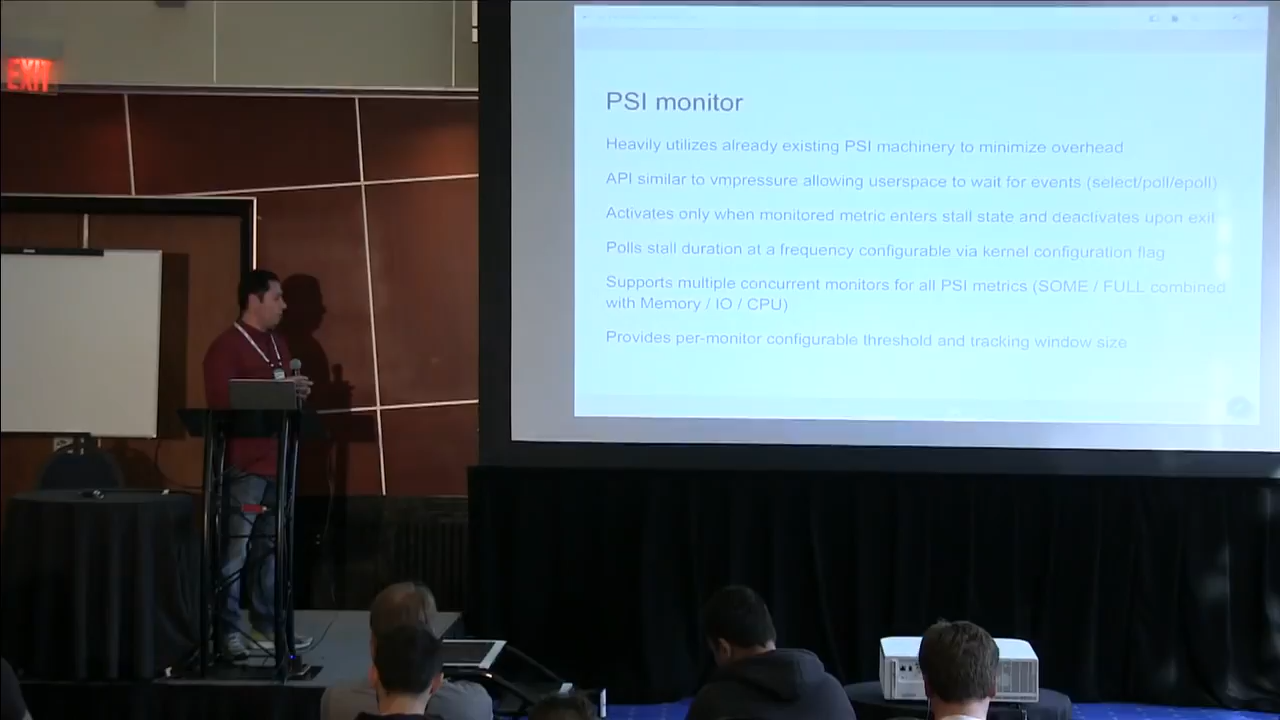 EXIT
PSI monitor
Heavily utilizes already existing PSI machinery to minimize overhead
API similar to vmpressure allowing userspace to wait for events (select/poll/epoll)
Activates only when monitored metric enters stall state and deactivates upon exit
Polls stall duration at a frequency configurable via kernel configuration flag
Supports multiple concurrent monitors for all PSI metrics (SOME / FULL combined
with Memory / IO / CPU)
Provides per-monitor configurable threshold and tracking window size